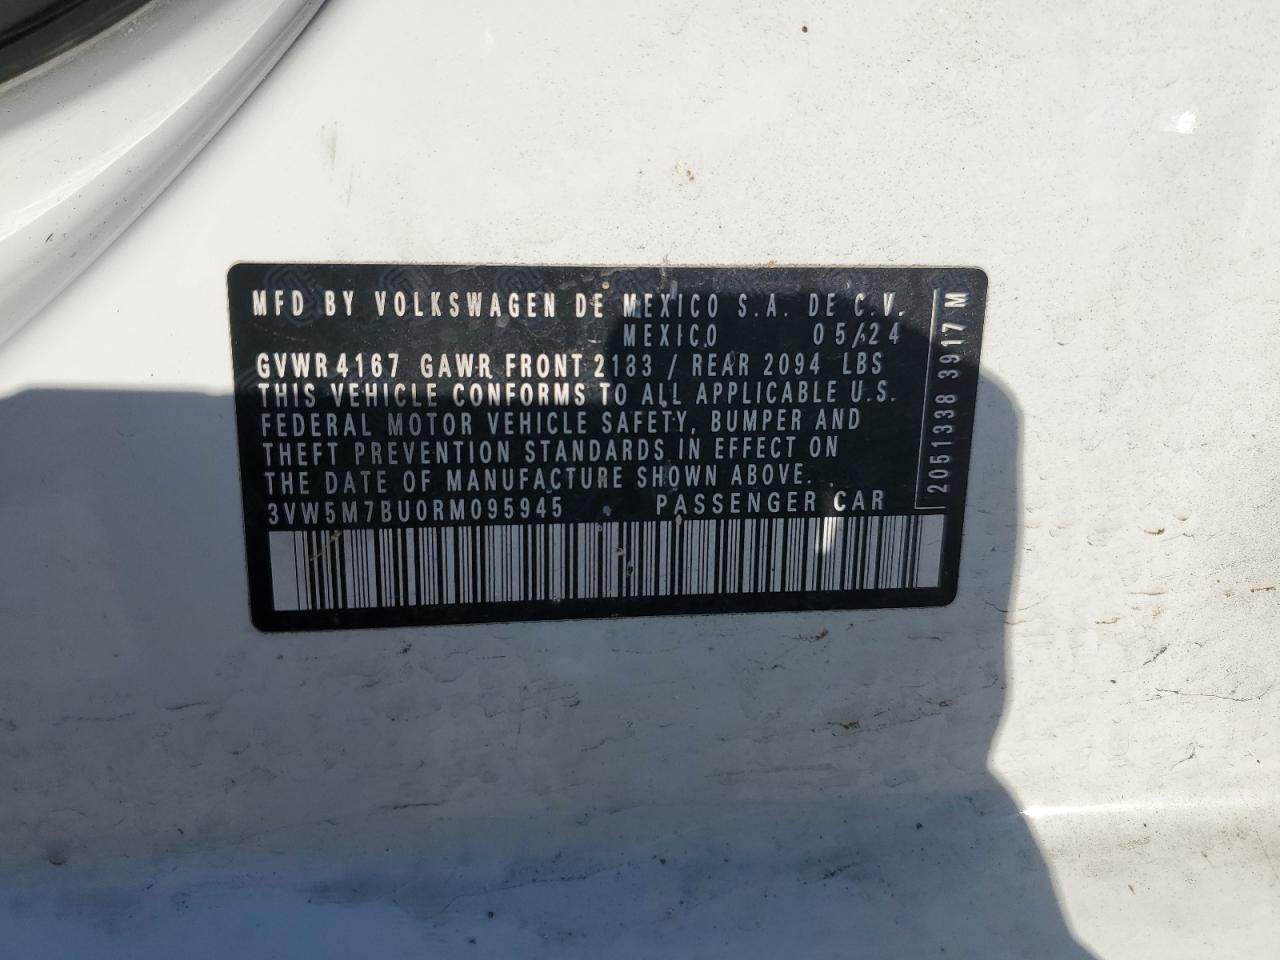 MFD BY VOLKSWAGEN DE MEXICO S.A. DE C.V.
MEXICO 05/24
GVWR 4167 GAWR FRONT 2183 / REAR 2094 LBS
THIS VEHICLE CONFORMS TO ALL APPLICABLE U.S.
FEDERAL MOTOR VEHICLE SAFETY, BUMPER AND
THEFT PREVENTION STANDARDS IN EFFECT ON
THE DATE OF MANUFACTURE SHOWN ABOVE.
3VW5M7BU0RM095945 PASSENGER CAR
2051338 3917 M